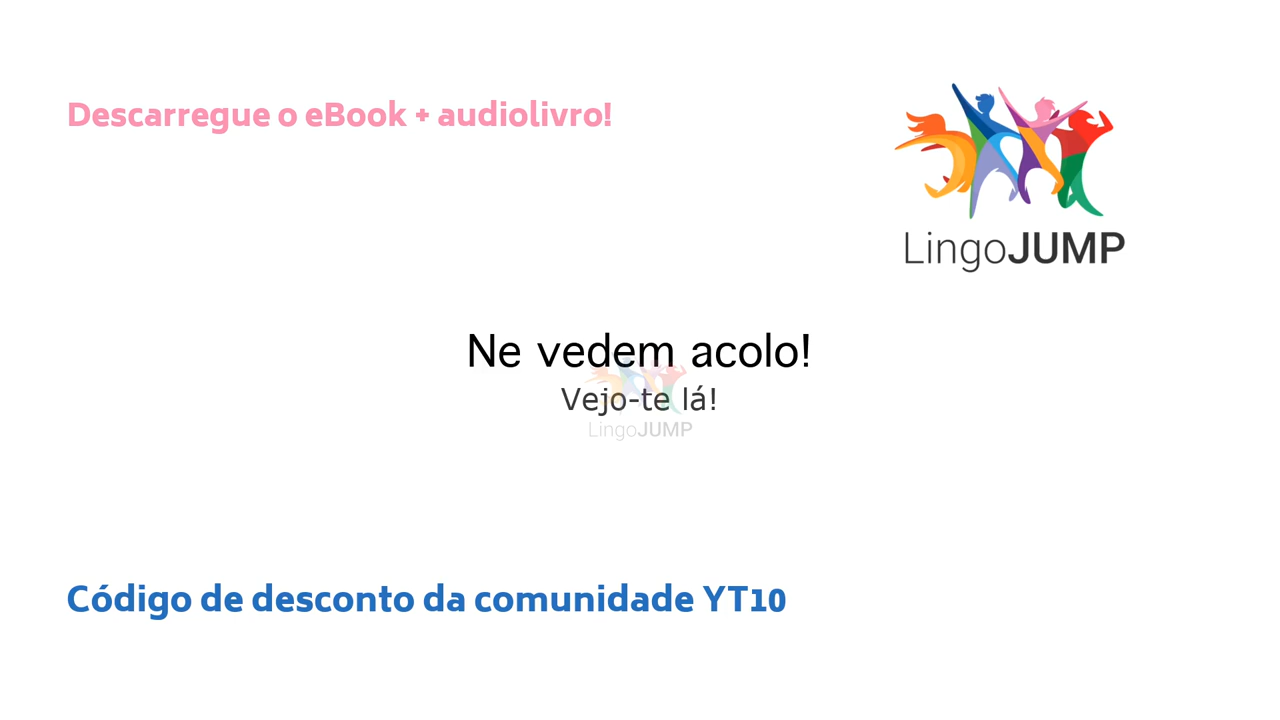 Descarregue o eBook + audiolivro!
LingoJUMP
Ne vedem acolo!
Vejo-te lá!
LingoJUMP
Código de desconto da comunidade YT10